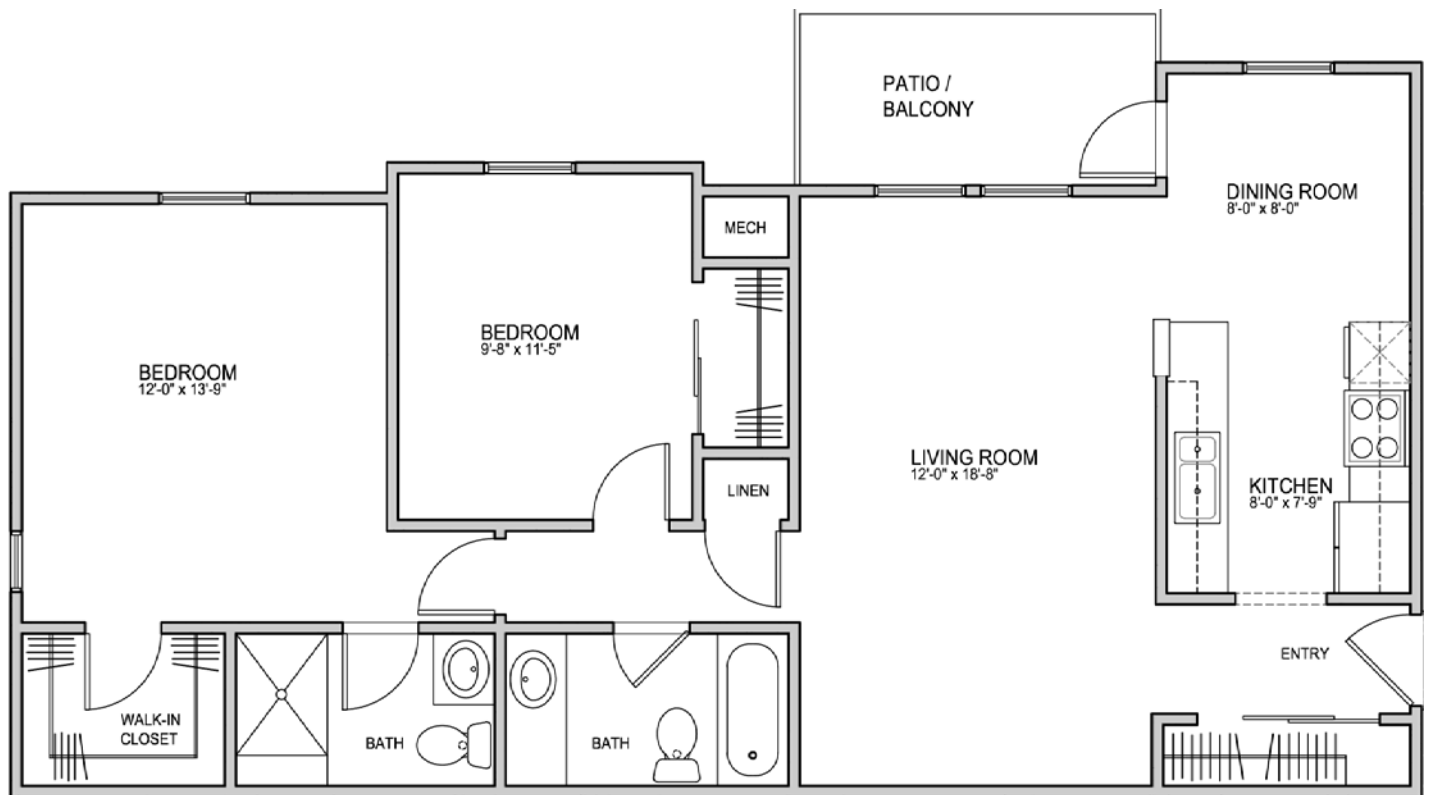 PATIO /
BALCONY
DINING ROOM
8'-0" x 8'-0"
MECH
BEDROOM
9'-8" x 11'-5"
BEDROOM
12'-0" x 13'-9"
LIVING ROOM
12'-0" x 18'-8"
LINEN
KITCHEN
8'-0" x 7'-9"
ENTRY
WALK-IN
CLOSET
BATH
BATH